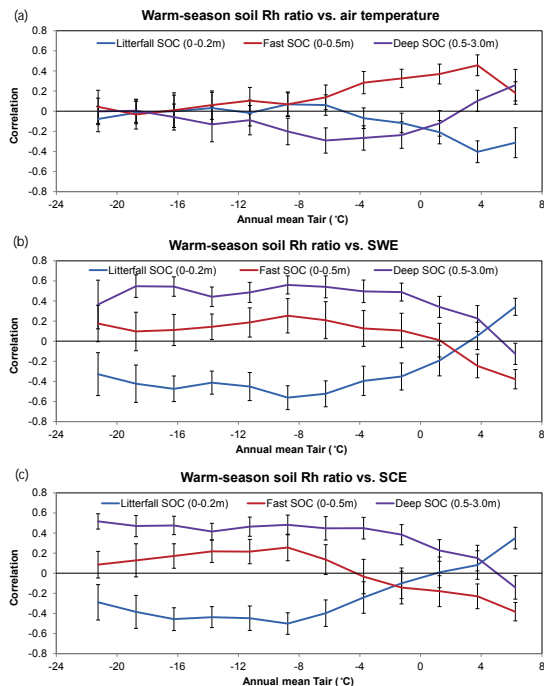 (a)
Warm-season soil Rh ratio vs. air temperature
Litterfall SOC (0-0.2m) Fast SOC (0-0.5m) Deep SOC (0.5-3.0m)
Correlation
0.8
0.6
0.4
0.2
0
-0.2
-0.4
-0.6
-0.8
-24 -20 -16 -12 -8 -4 0 4 8
Annual mean Tair (°C)
(b)
Warm-season soil Rh ratio vs. SWE
Litterfall SOC (0-0.2m) Fast SOC (0-0.5m) Deep SOC (0.5-3.0m)
Correlation
0.8
0.6
0.4
0.2
0
-0.2
-0.4
-0.6
-0.8
-24 -20 -16 -12 -8 -4 0 4 8
Annual mean Tair (°C)
(c)
Warm-season soil Rh ratio vs. SCE
Litterfall SOC (0-0.2m) Fast SOC (0-0.5m) Deep SOC (0.5-3.0m)
Correlation
0.8
0.6
0.4
0.2
0
-0.2
-0.4
-0.6
-0.8
-24 -20 -16 -12 -8 -4 0 4 8
Annual mean Tair (°C)